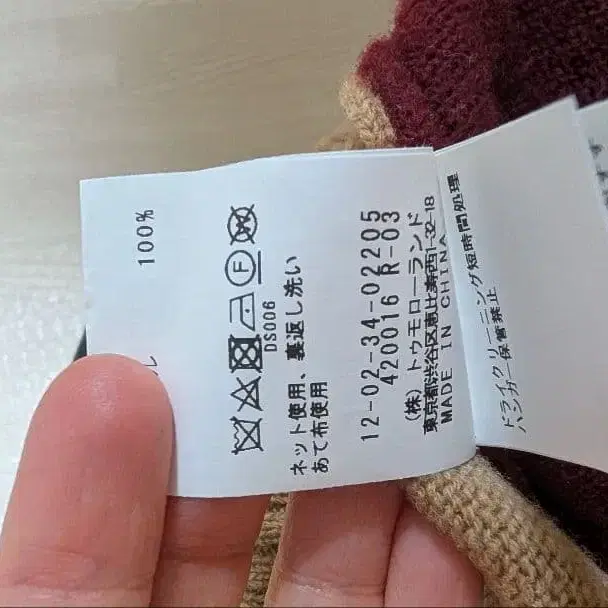 100%
ル
DS006
ネット使用、裏返し洗い
あて布使用
12-02-34-02205
420016 R-03
(株) トゥモローランド
東京都渋谷区恵比寿西1-32-18
MADE IN CHINA
ドライクリーニング短時間処理
ハンガー保管禁止